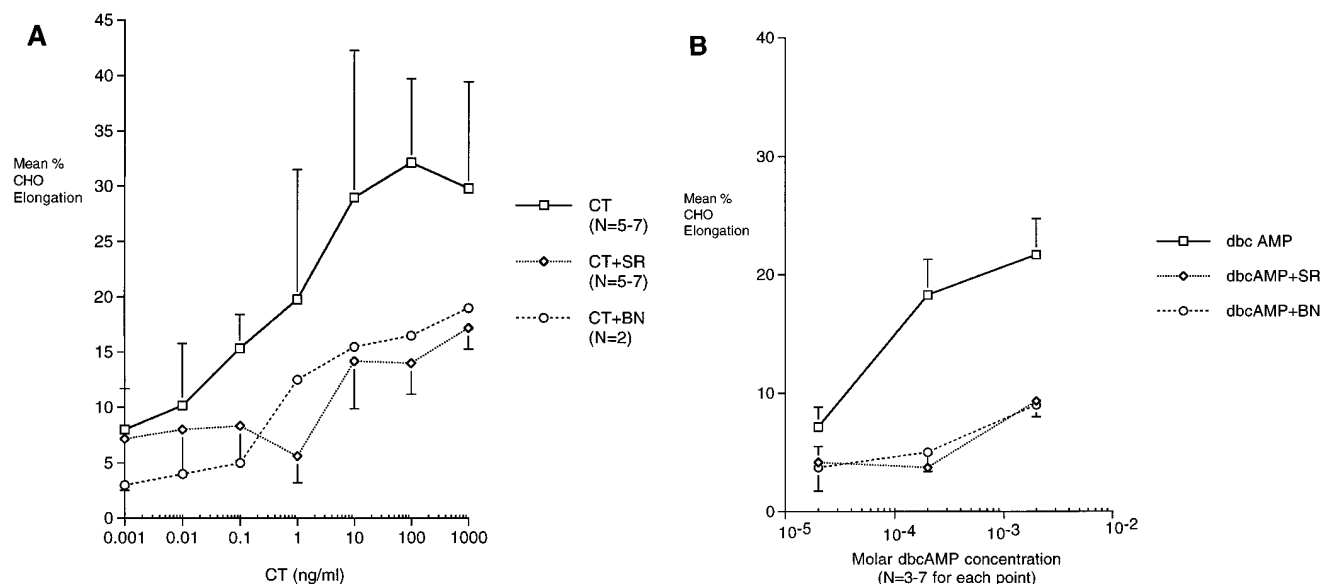 A
45
40
35
30
25
20
15
10
5
0
Mean %
CHO
Elongation
0.001 0.01 0.1 1 10 100 1000
CT (ng/ml)
CT
(N=5-7)
CT+SR
(N=5-7)
CT+BN
(N=2)
B
40
30
20
10
0
Mean %
CHO
Elongation
10-5 10-4 10-3 10-2
Molar dbcAMP concentration
(N=3-7 for each point)
dbc AMP
dbcAMP+SR
dbcAMP+BN